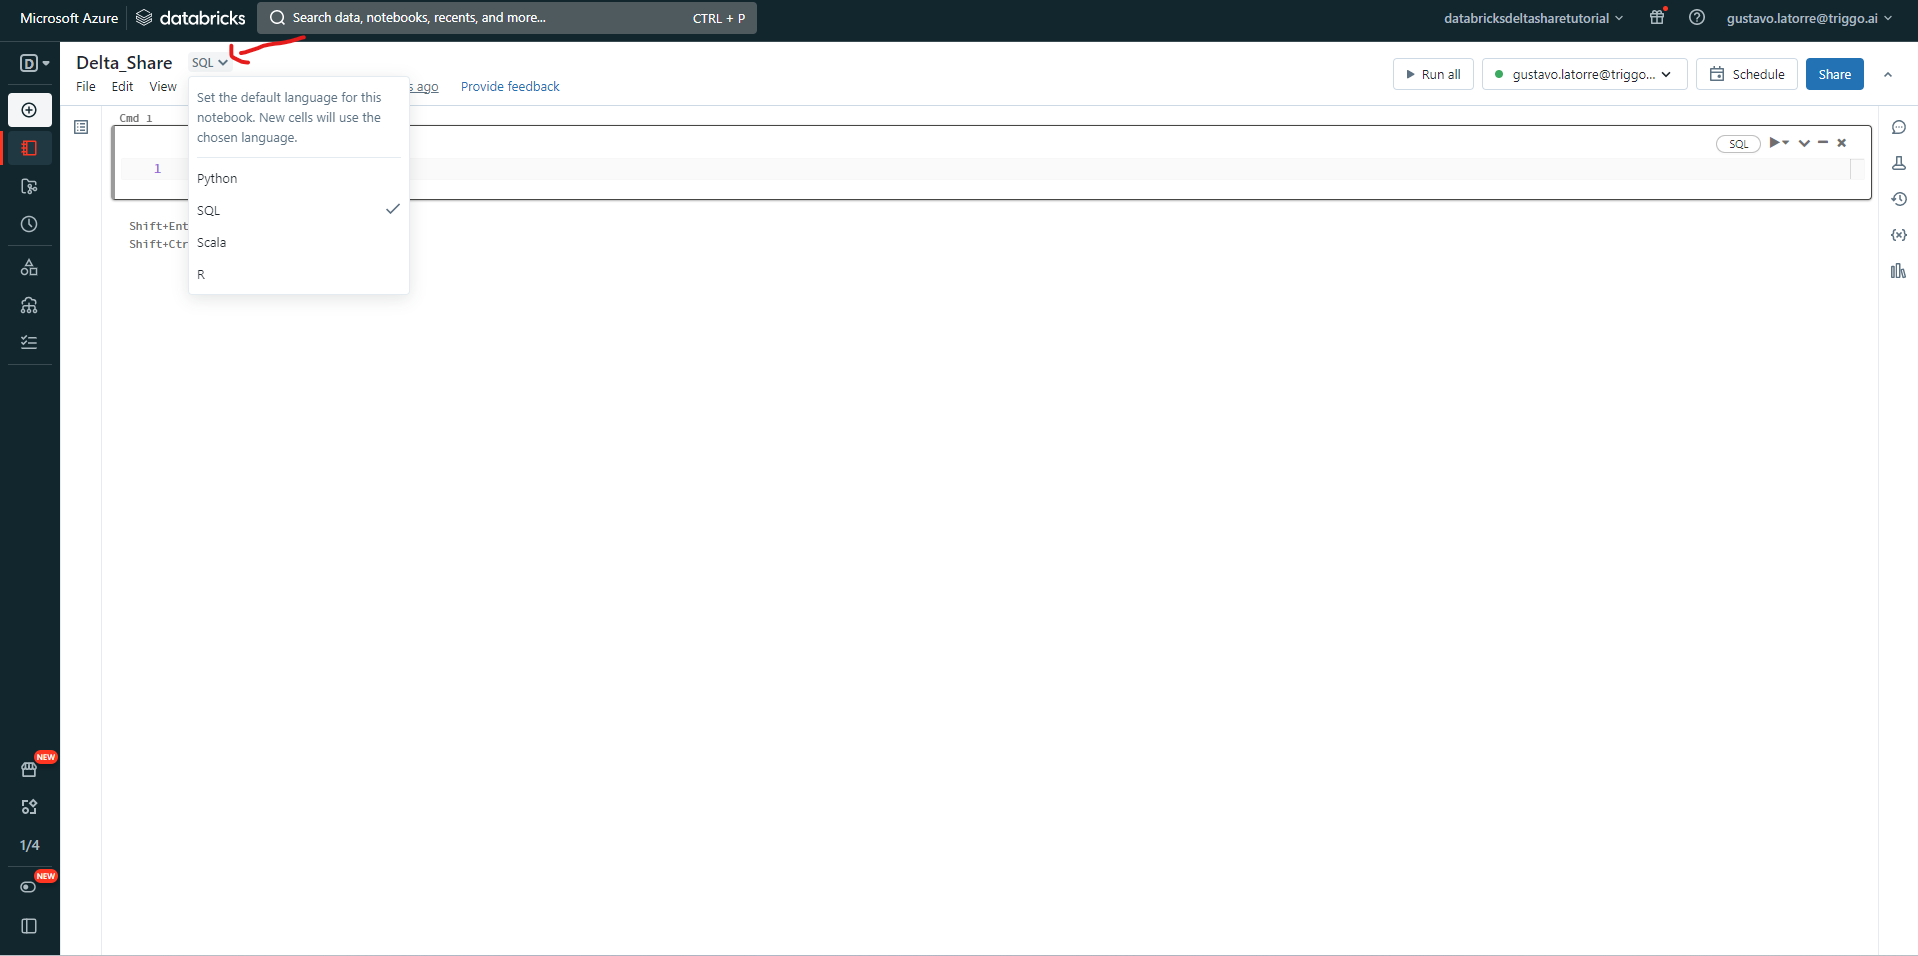 Microsoft Azure databricks Search data, notebooks, recents, and more... CTRL + P databricksdeltasharetutorial gustavo.latorre@triggo.ai
Delta_Share SQL
File Edit View s ago Provide feedback Run all gustavo.latorre@triggo... Schedule Share
Set the default language for this
notebook. New cells will use the
chosen language.
Python
SQL
Scala
R
Cmd 1
SQL
1
Shift+Ent
Shift+Ctr
NEW
1/4
NEW